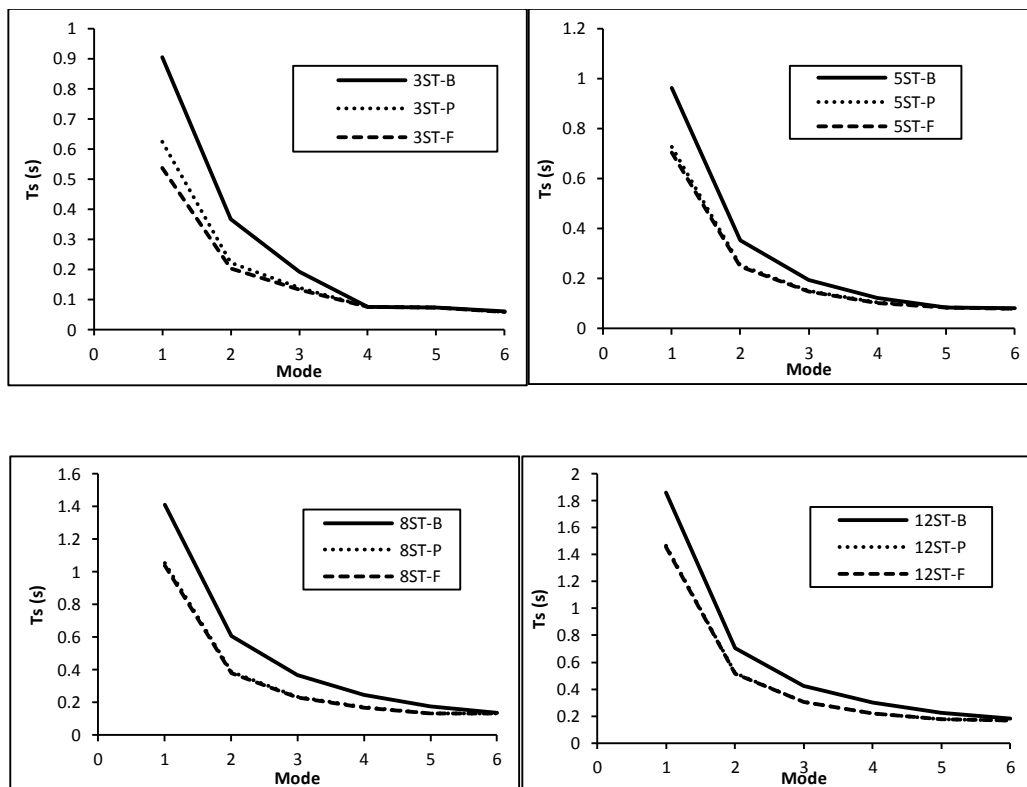 1
0.9
0.8
0.7
0.6
0.5
0.4
0.3
0.2
0.1
0
Ts (s)
3ST-B
3ST-P
3ST-F
0 1 2 3 4 5 6
Mode
1.2
1
0.8
0.6
0.4
0.2
0
Ts (s)
5ST-B
5ST-P
5ST-F
0 1 2 3 4 5 6
Mode
1.6
1.4
1.2
1
0.8
0.6
0.4
0.2
0
Ts (s)
8ST-B
8ST-P
8ST-F
0 1 2 3 4 5 6
Mode
2
1.8
1.6
1.4
1.2
1
0.8
0.6
0.4
0.2
0
Ts (s)
12ST-B
12ST-P
12ST-F
0 1 2 3 4 5 6
Mode